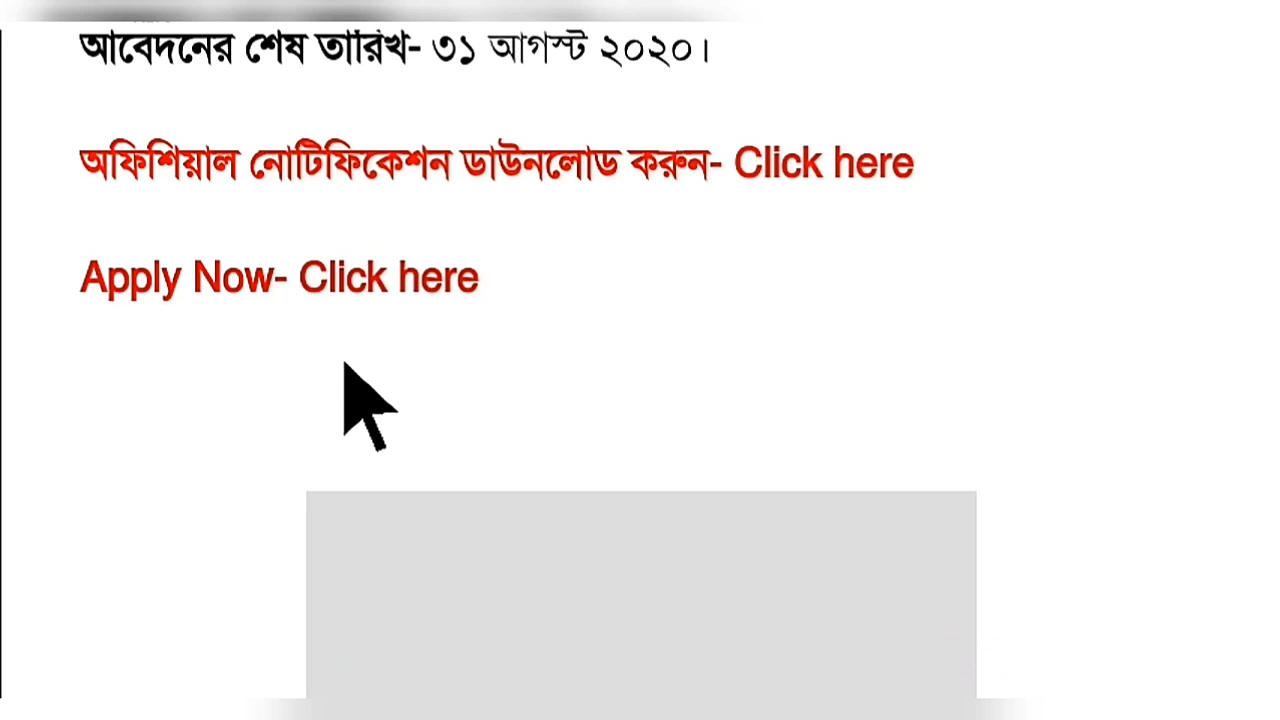 আবেদনের শেষ তারিখ- ৩১ আগস্ট ২০২০।
অফিশিয়াল নোটিফিকেশন ডাউনলোড করুন- Click here
Apply Now- Click here